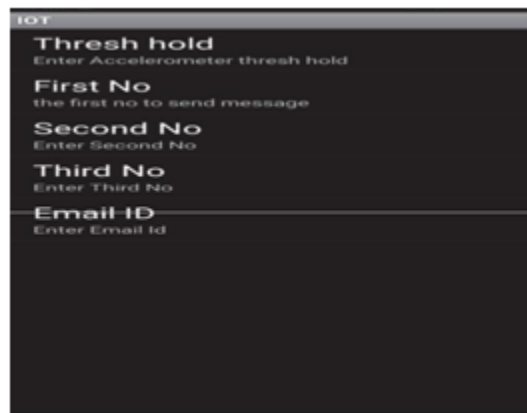 IOT
Thresh hold
Enter Accelerometer thresh hold
First No
the first no to send message
Second No
Enter Second No
Third No
Enter Third No
Email ID
Enter Email Id